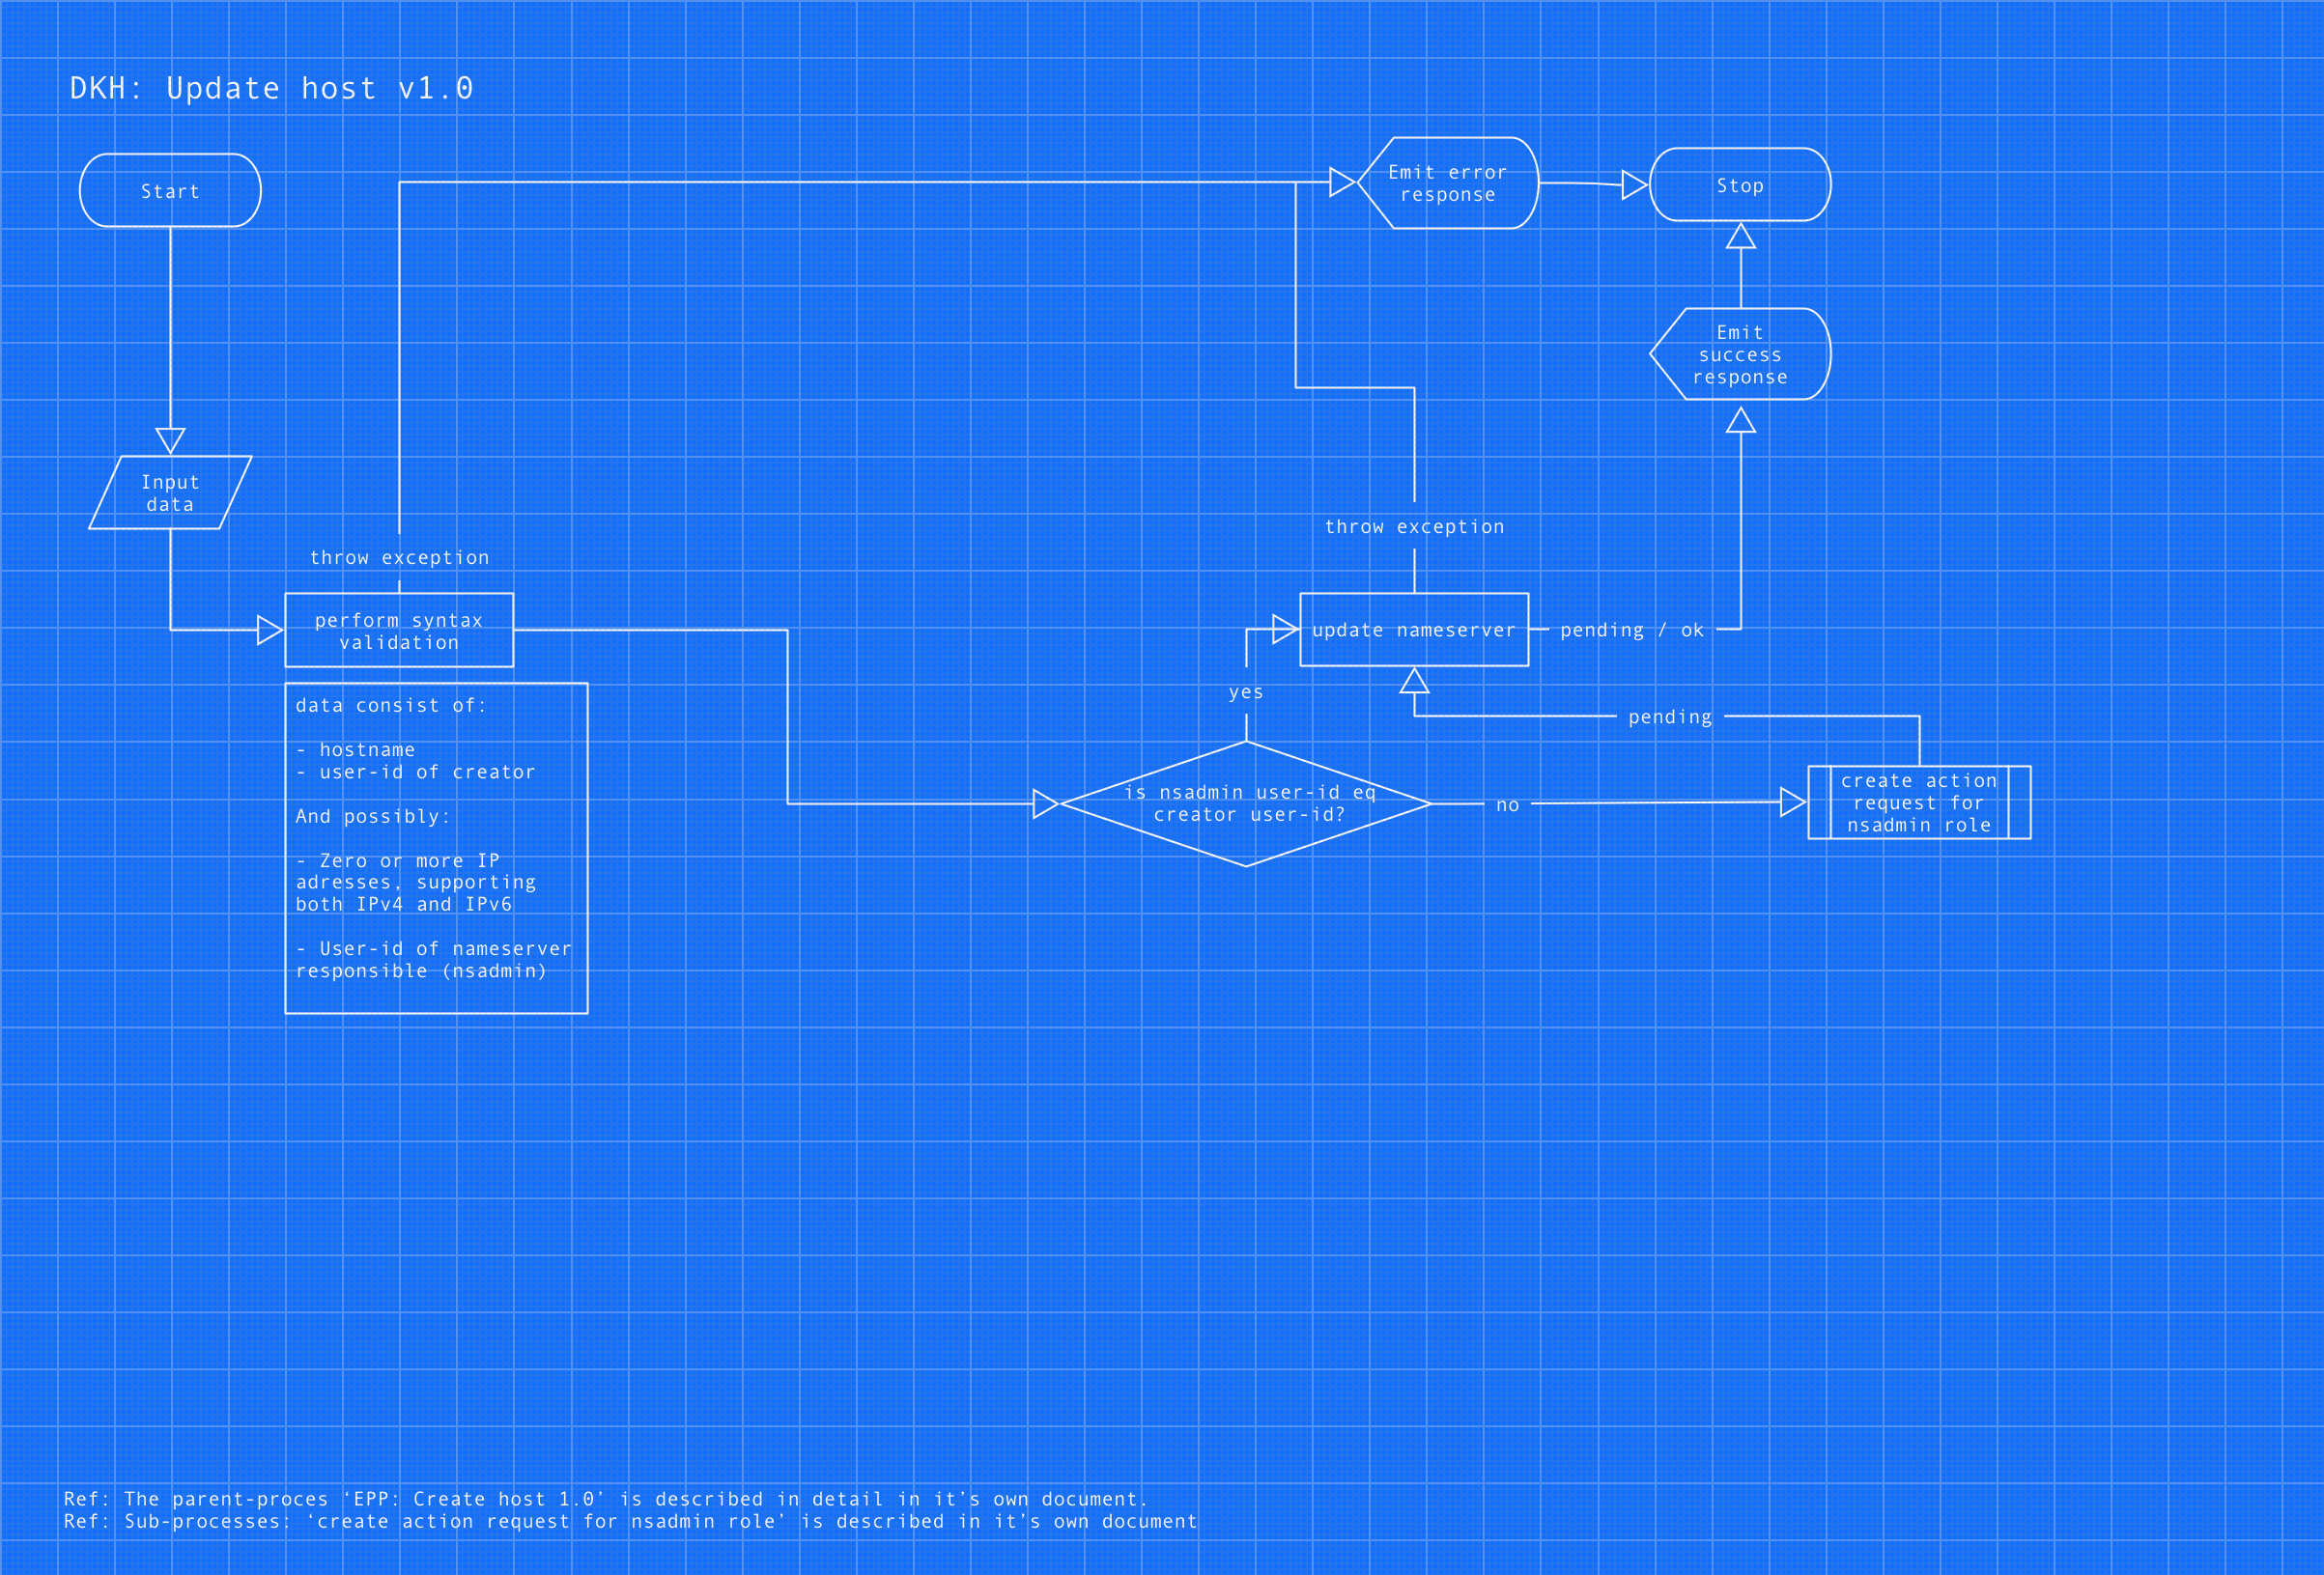 DKH: Update host v1.0
Start
Emit error
response
Stop
Emit
success
response
Input
data
throw exception
throw exception
perform syntax
validation
update nameserver
pending / ok
yes
pending
data consist of:
- hostname
- user-id of creator
And possibly:
- Zero or more IP
adresses, supporting
both IPv4 and IPv6
- User-id of nameserver
responsible (nsadmin)
is nsadmin user-id eq
creator user-id?
no
create action
request for
nsadmin role
Ref: The parent-proces ‘EPP: Create host 1.0’ is described in detail in it’s own document.
Ref: Sub-processes: ‘create action request for nsadmin role’ is described in it’s own document